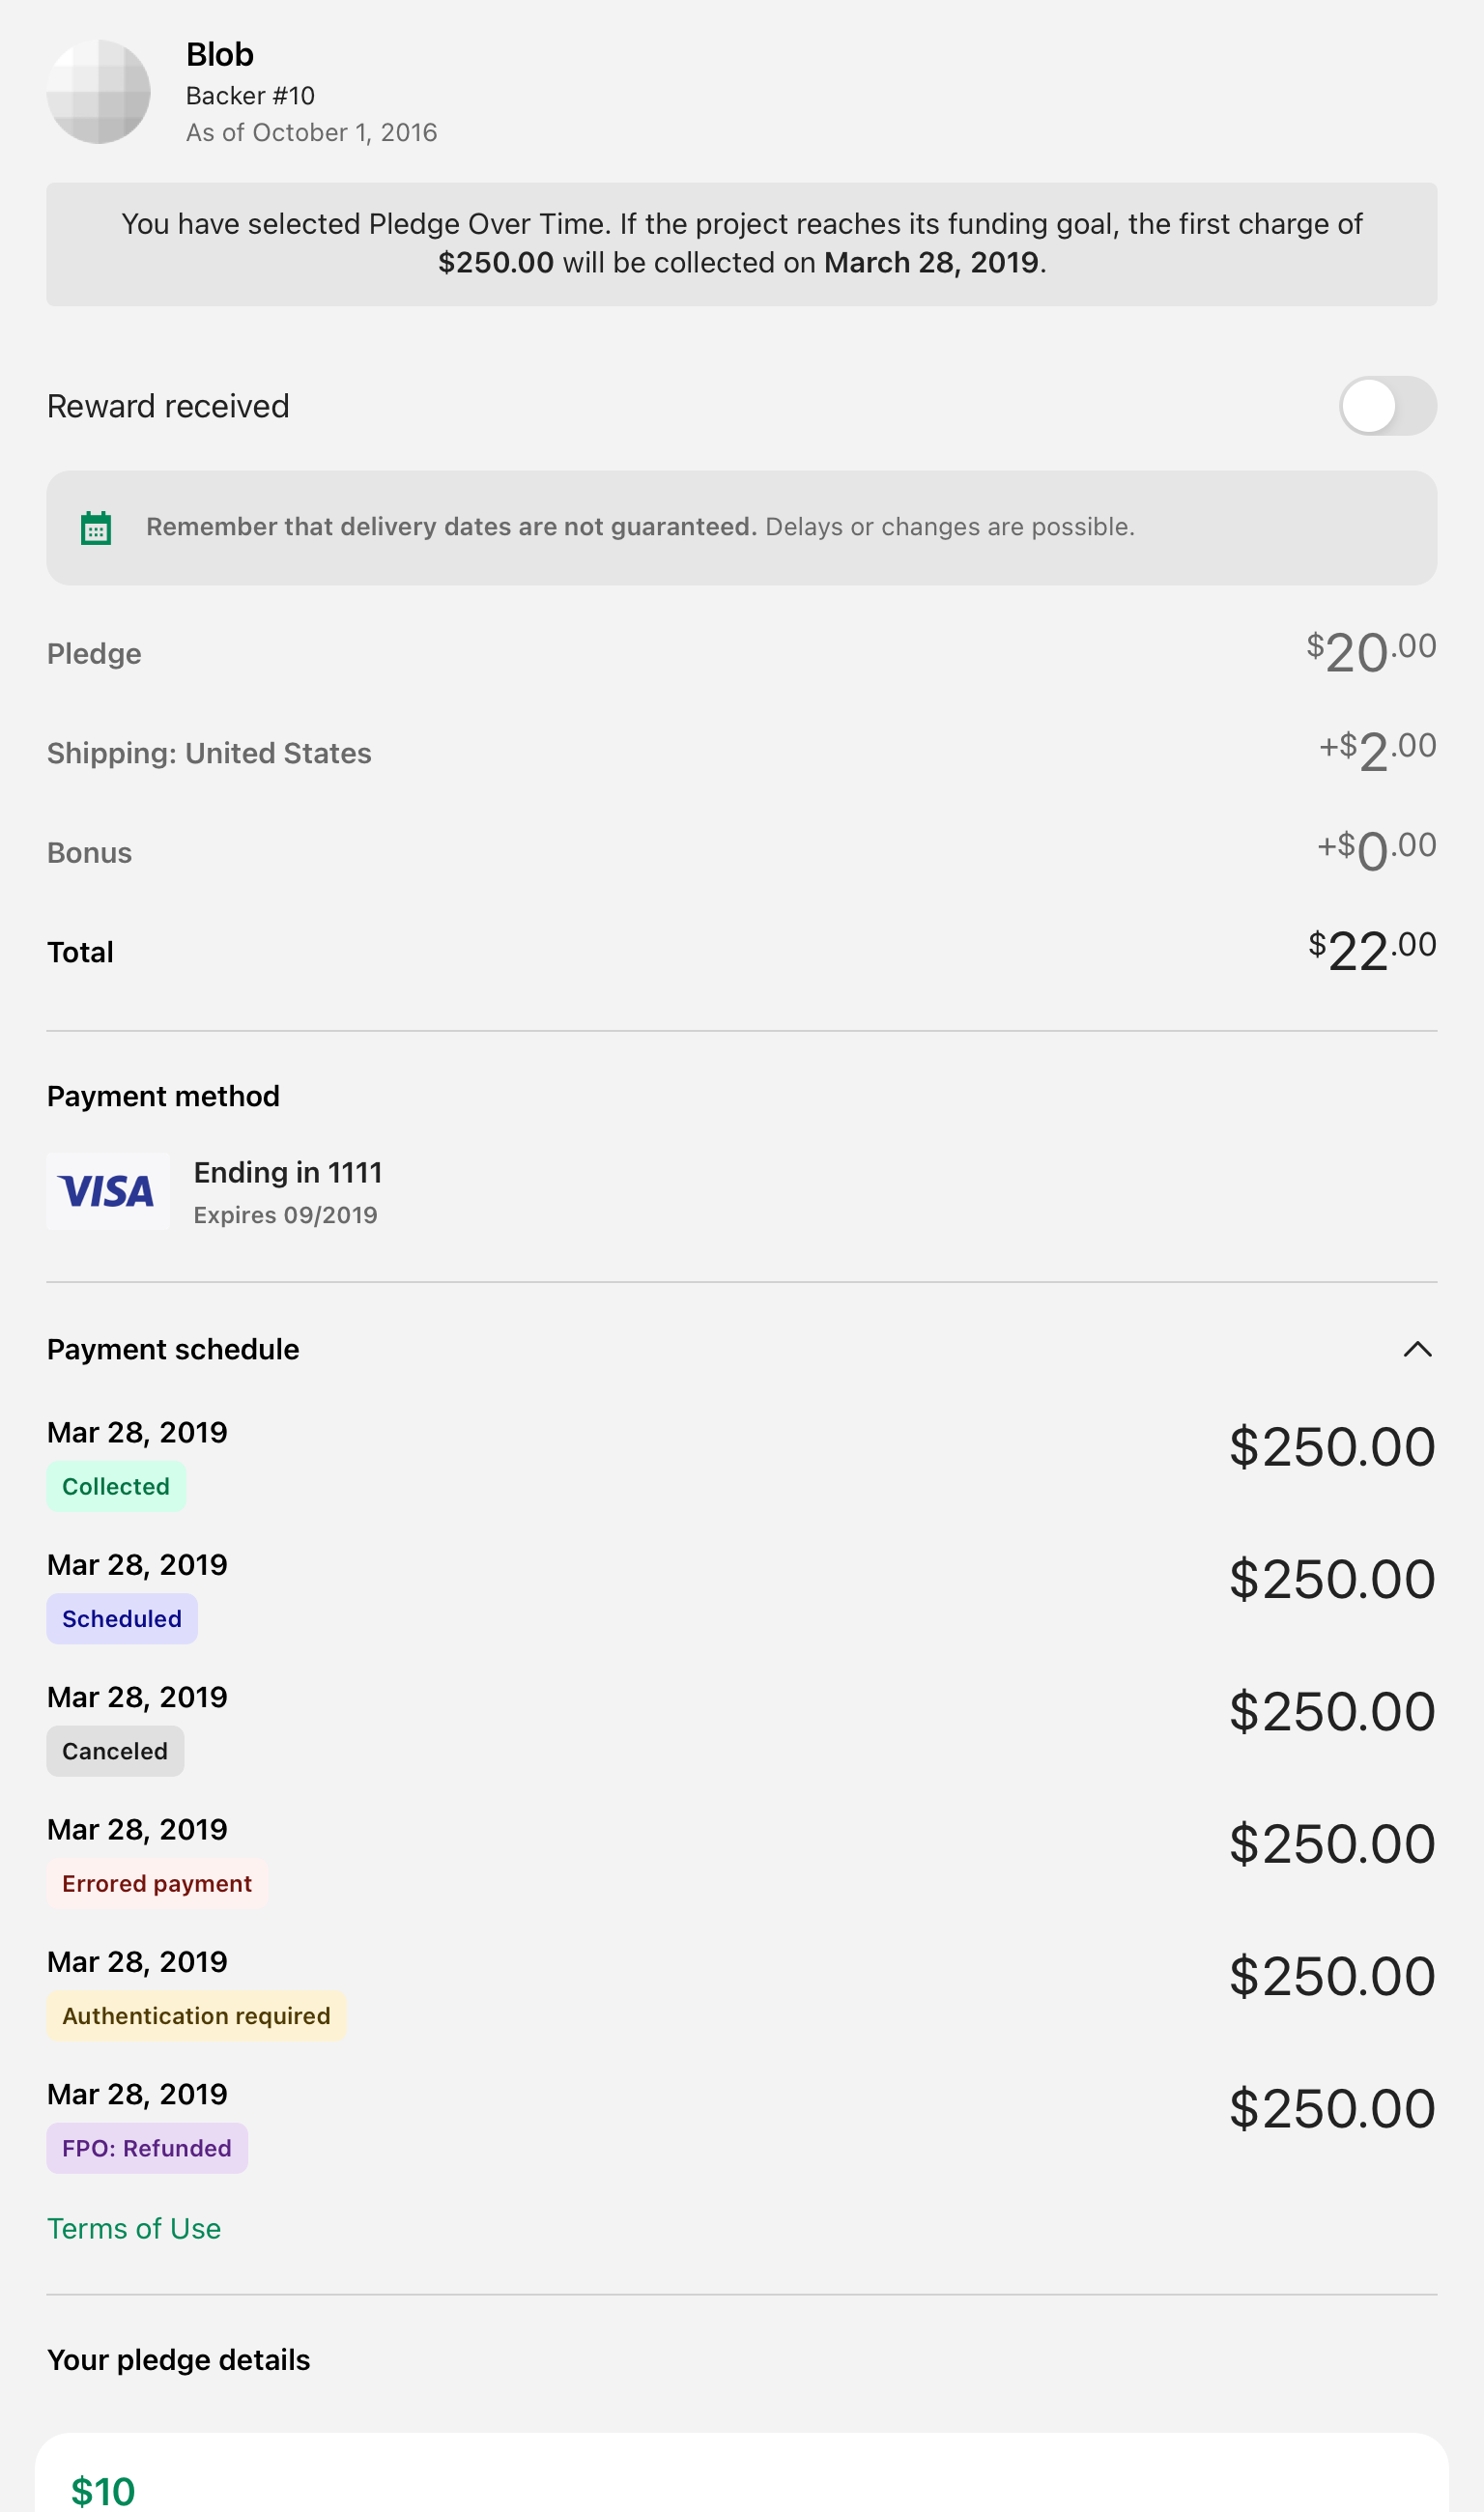 Blob
Backer #10
As of October 1, 2016
You have selected Pledge Over Time. If the project reaches its funding goal, the first charge of
$250.00 will be collected on March 28, 2019.
Reward received
Remember that delivery dates are not guaranteed. Delays or changes are possible.
Pledge $20.00
Shipping: United States +$2.00
Bonus +$0.00
Total $22.00
Payment method
VISA
Ending in 1111
Expires 09/2019
Payment schedule
Mar 28, 2019 $250.00
Collected
Mar 28, 2019 $250.00
Scheduled
Mar 28, 2019 $250.00
Canceled
Mar 28, 2019 $250.00
Errored payment
Mar 28, 2019 $250.00
Authentication required
Mar 28, 2019 $250.00
FPO: Refunded
Terms of Use
Your pledge details
$10